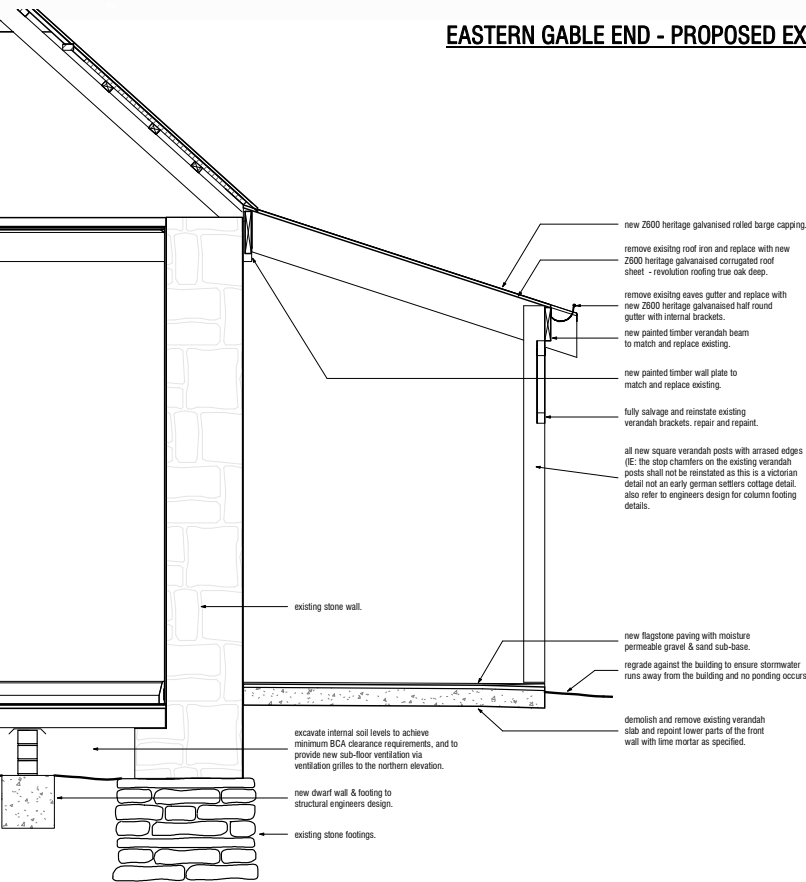 EASTERN GABLE END - PROPOSED EX
new Z600 heritage galvanised rolled barge capping.
remove exisitng roof iron and replace with new
Z600 heritage galvanaised corrugated roof
sheet - revolution roofing true oak deep.
remove exisitng eaves gutter and replace with
new Z600 heritage galvanaised half round
gutter with internal brackets.
new painted timber verandah beam
to match and replace existing.
new painted timber wall plate to
match and replace existing.
fully salvage and reinstate existing
verandah brackets. repair and repaint.
all new square verandah posts with arrased edges
(IE: the stop chamfers on the existing verandah
posts shall not be reinstated as this is a victorian
detail not an early german settlers cottage detail.
also refer to engineers design for column footing
details.
existing stone wall.
new flagstone paving with moisture
permeable gravel & sand sub-base.
regrade against the building to ensure stormwater
runs away from the building and no ponding occurs
demolish and remove existing verandah
slab and repoint lower parts of the front
wall with lime mortar as specified.
excavate internal soil levels to achieve
minimum BCA clearance requirements, and to
provide new sub-floor ventilation via
ventilation grilles to the northern elevation.
new dwarf wall & footing to
structural engineers design.
existing stone footings.